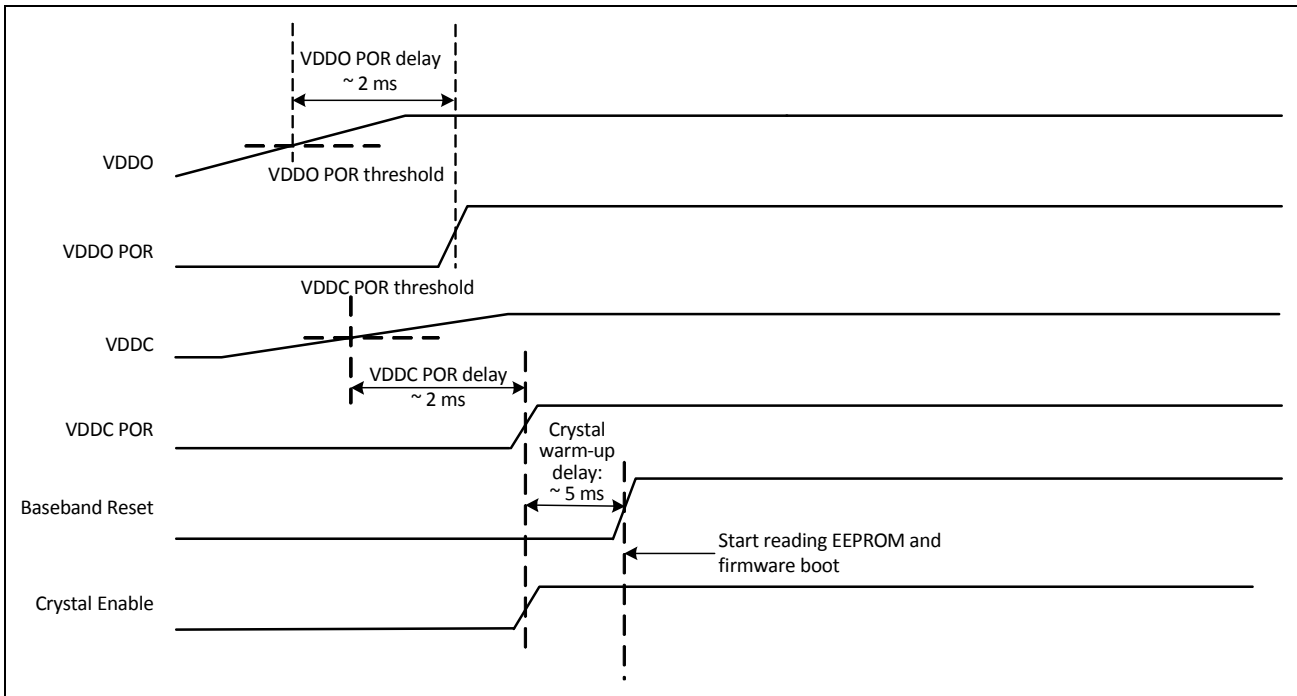 VDDO POR delay
~ 2 ms
VDDO
VDDO POR threshold
VDDO POR
VDDC POR threshold
VDDC
VDDC POR delay
~ 2 ms
VDDC POR
Crystal
warm-up
delay:
~ 5 ms
Baseband Reset
Start reading EEPROM and
firmware boot
Crystal Enable